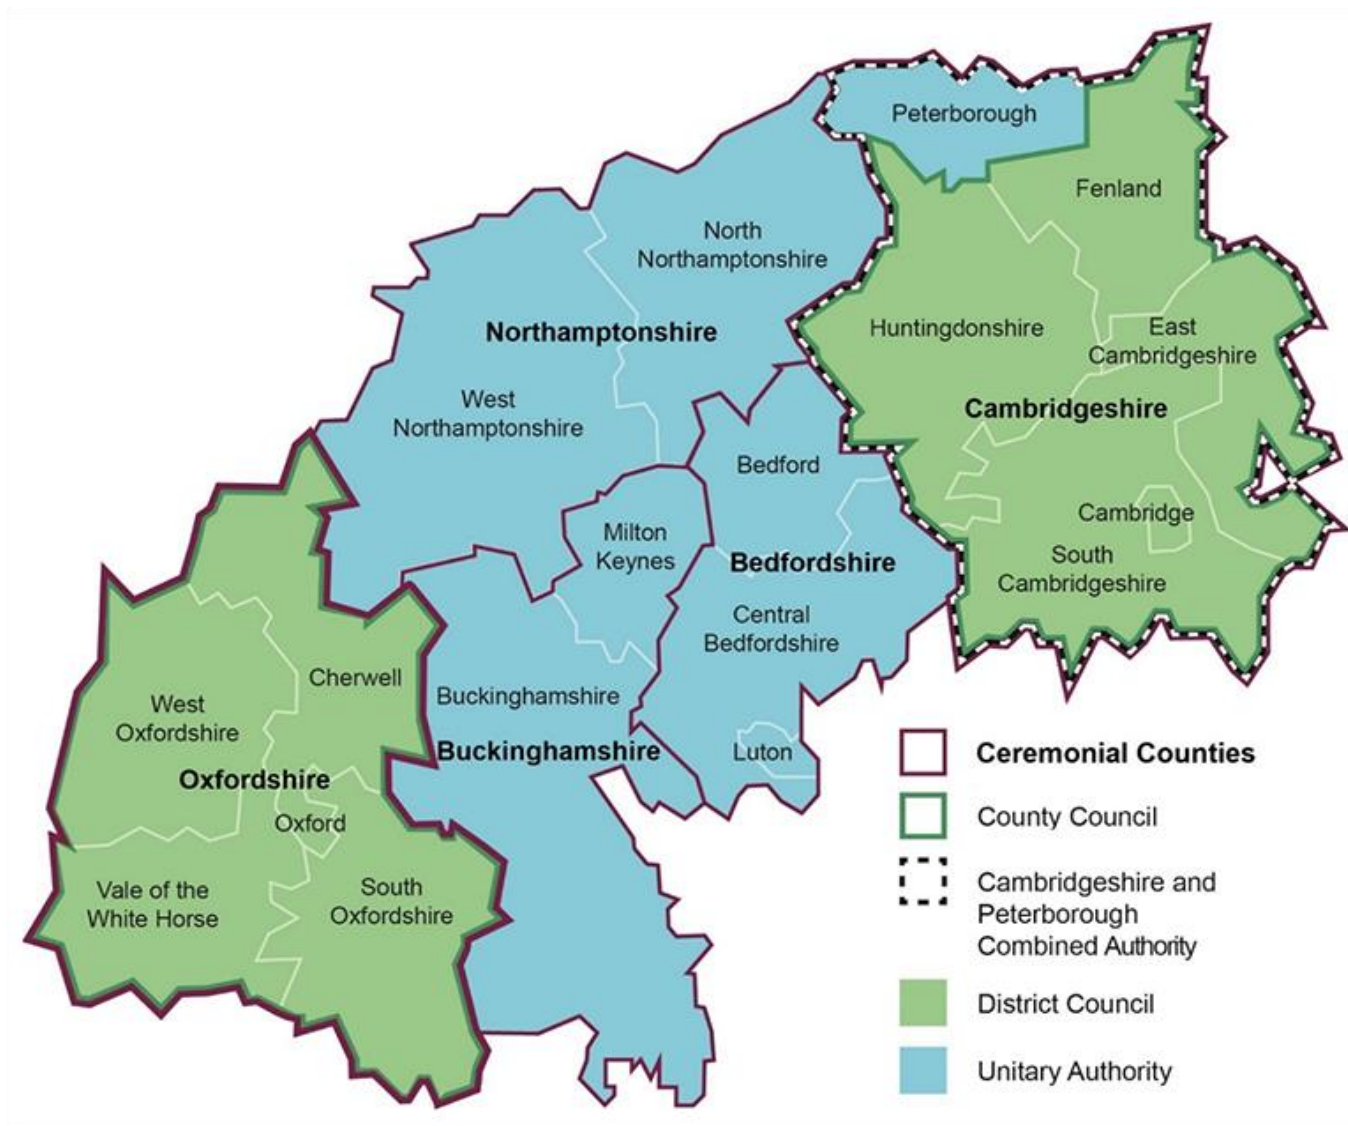 Peterborough
Fenland
North
Northamptonshire
Huntingdonshire
East
Cambridgeshire
Northamptonshire
West
Northamptonshire
Cambridgeshire
Bedford
Cambridge
Milton
Keynes
Bedfordshire
South
Cambridgeshire
Central
Bedfordshire
Cherwell
West
Oxfordshire
Buckinghamshire
Buckinghamshire
Luton
Oxfordshire
Oxford
Vale of the
White Horse
South
Oxfordshire
Ceremonial Counties
County Council
Cambridgeshire and
Peterborough
Combined Authority
District Council
Unitary Authority